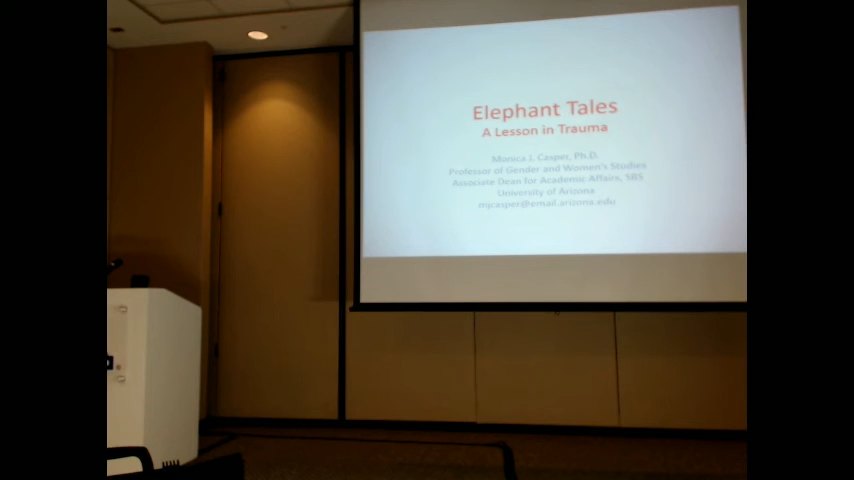 Elephant Tales
A Lesson in Trauma
Monica J. Casper, Ph.D.
Professor of Gender and Women's Studies
Associate Dean for Academic Affairs, SBS
University of Arizona
mjcasper@email.arizona.edu